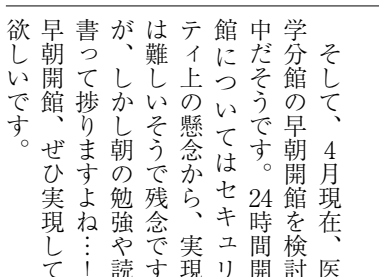 そして、4月現在、医
学分館の早朝開館を検討
中だそうです。24時間開
館についてはセキュリ
ティ上の懸念から、実現
は難しいそうで残念です
が、しかし朝の勉強や読
書って捗りますよね…!
早朝開館、ぜひ実現して
欲しいです。